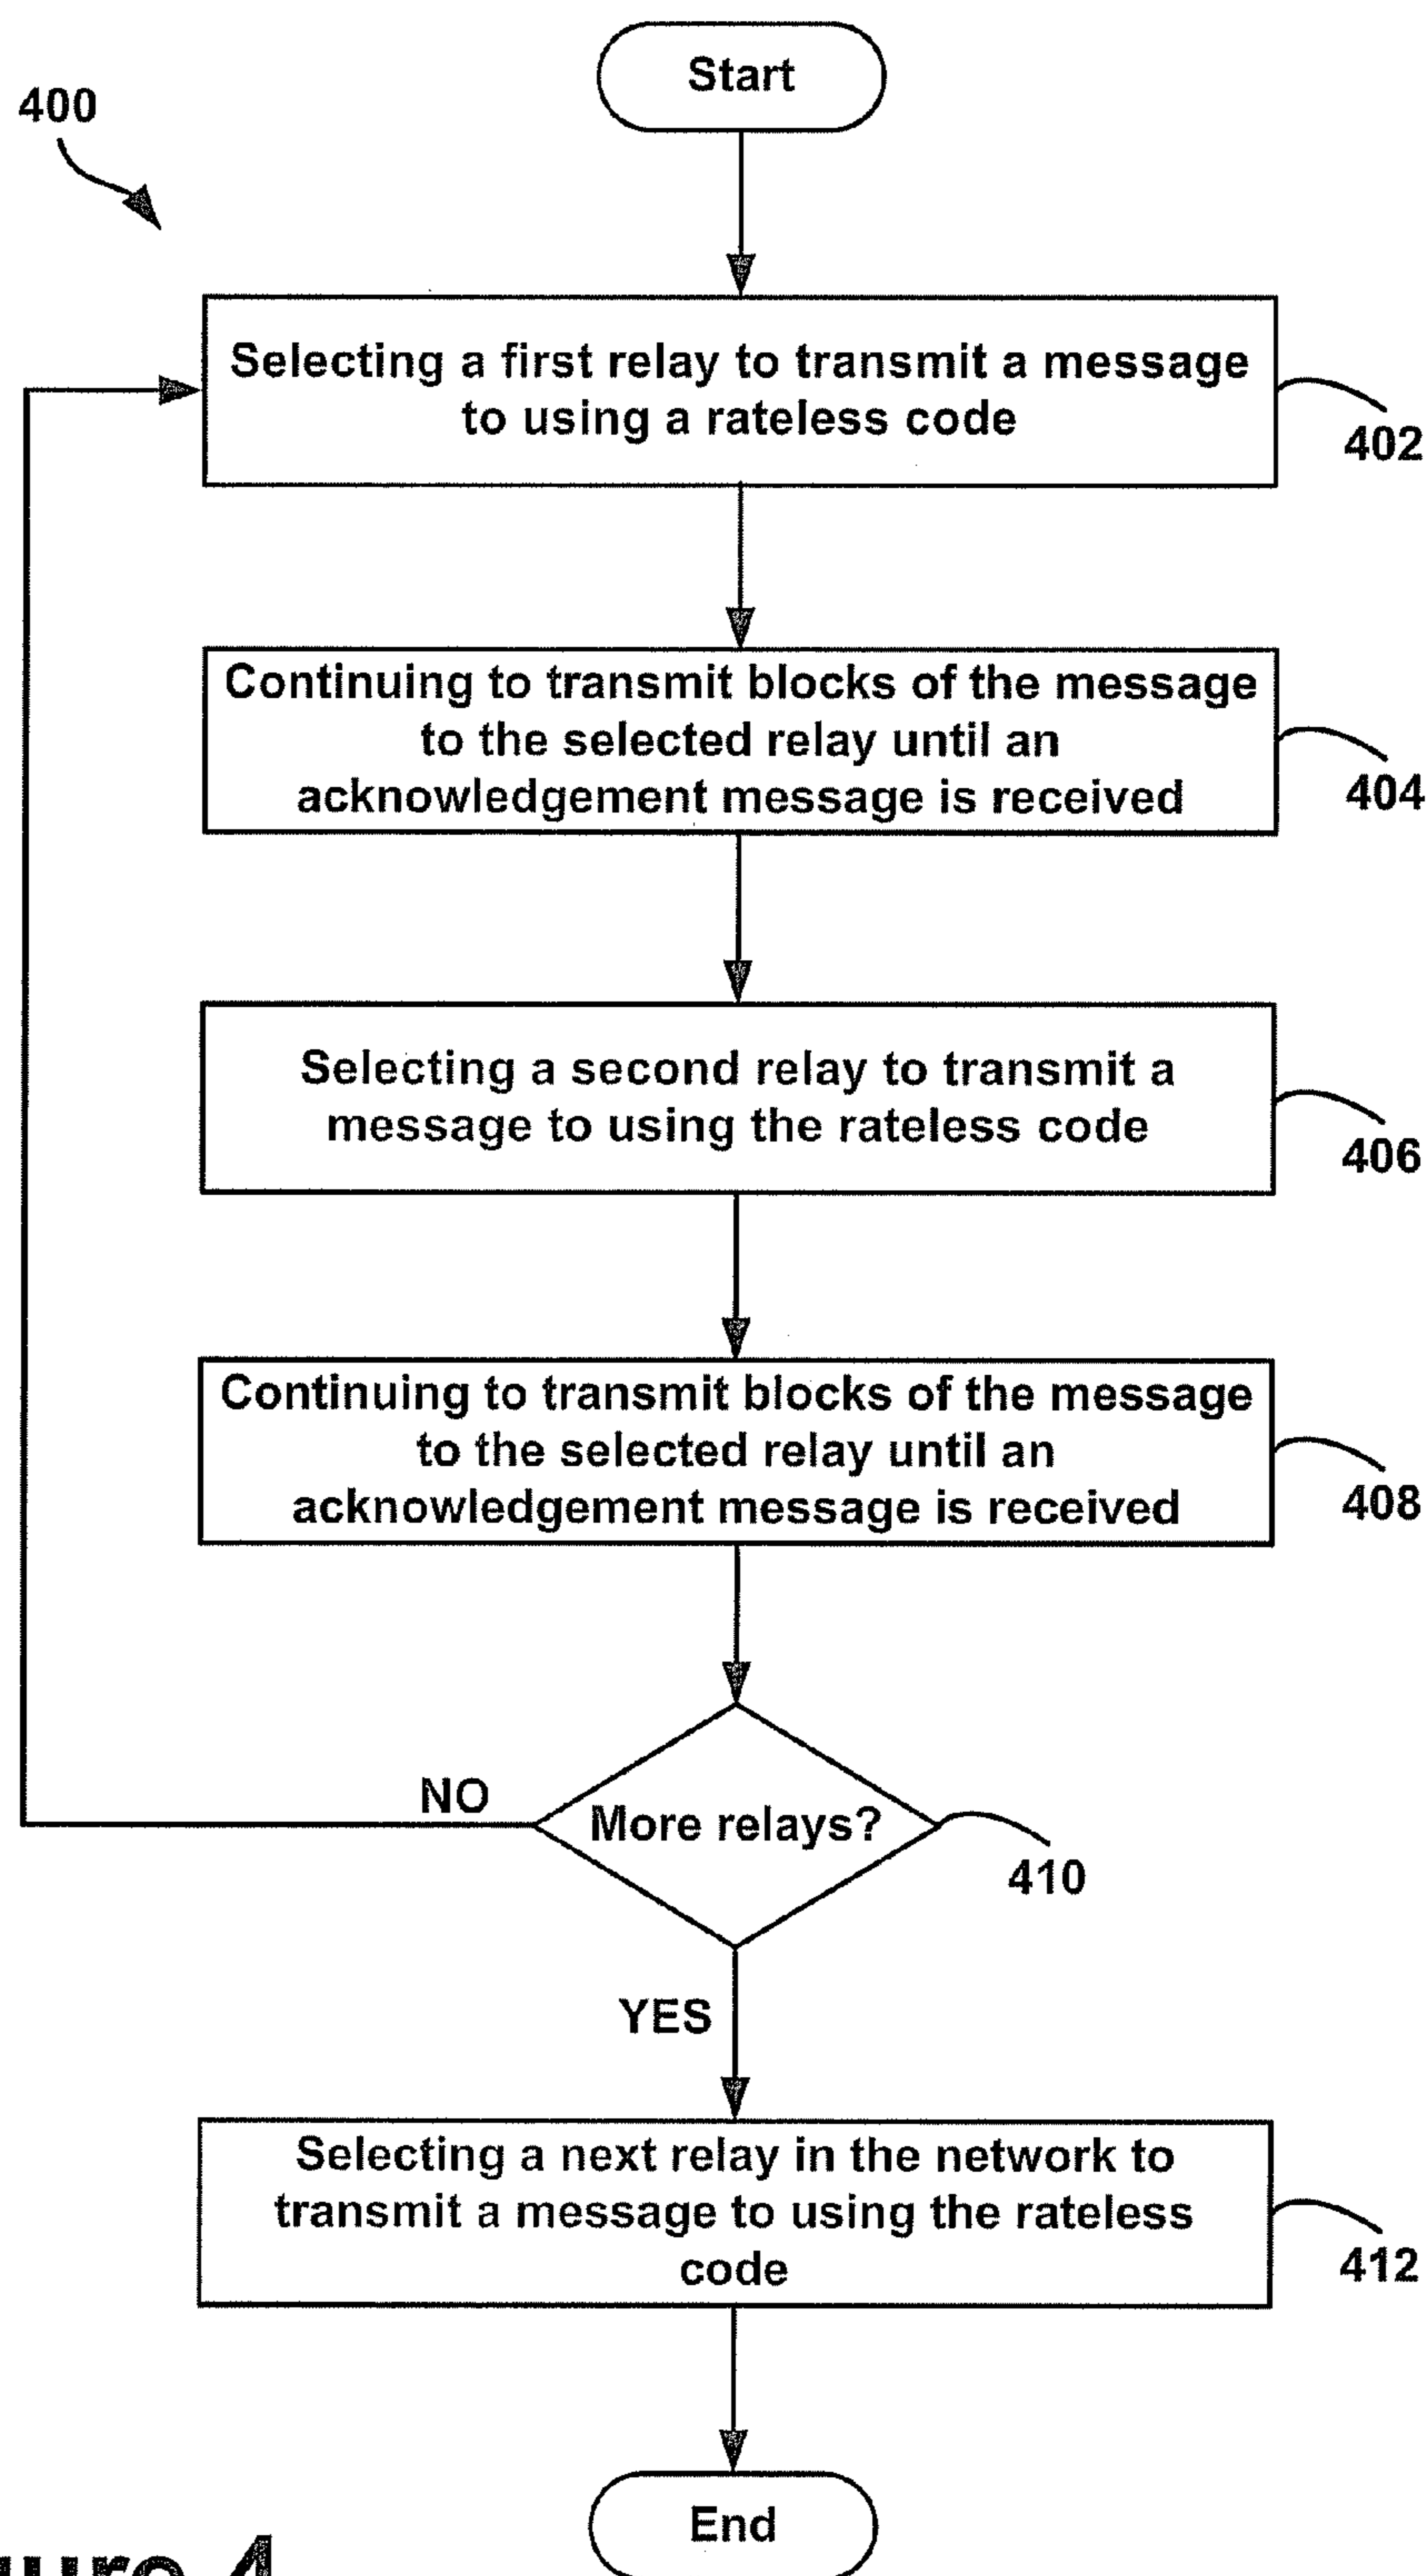 Start
400
Selecting a first relay to transmit a message
to using a rateless code
402
Continuing to transmit blocks of the message
to the selected relay until an
acknowledgement message is received
404
Selecting a second relay to transmit a
message to using the rateless code
406
Continuing to transmit blocks of the message
to the selected relay until an
acknowledgement message is received
408
NO
More relays?
410
YES
Selecting a next relay in the network to
transmit a message to using the rateless
code
412
End